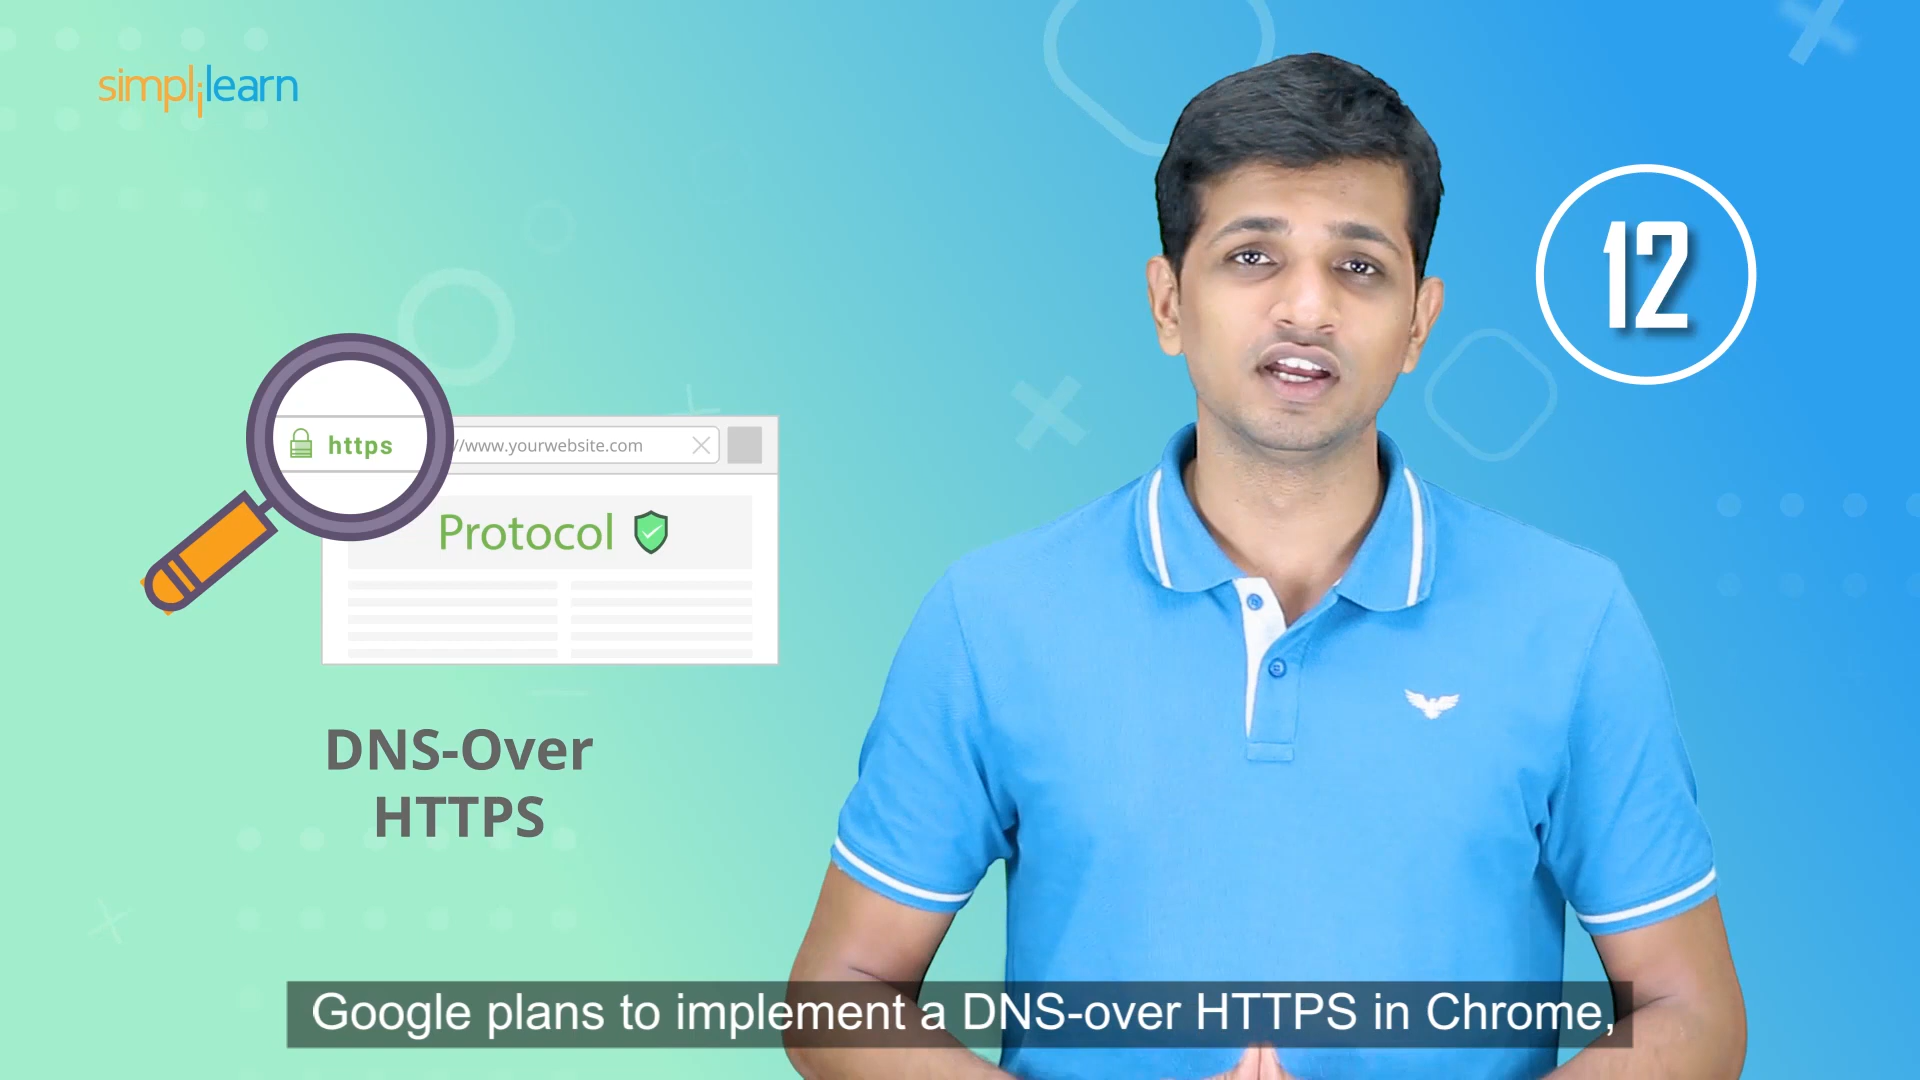 simplilearn
12
https
//www.yourwebsite.com
Protocol
DNS-Over
HTTPS
Google plans to implement a DNS-over HTTPS in Chrome,